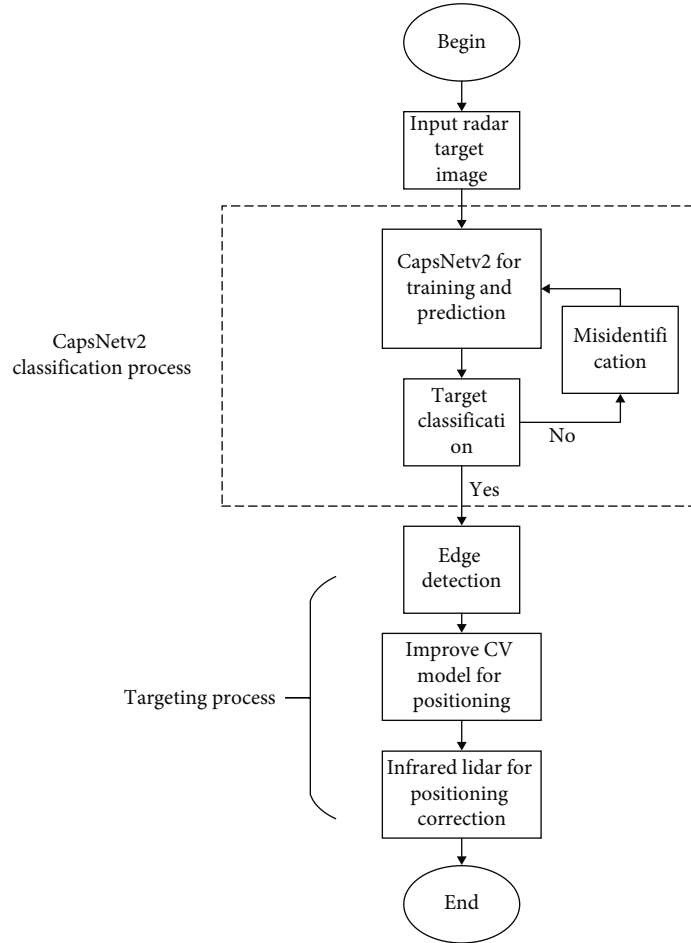 Begin
Input radar
target
image
CapsNetv2 for
training and
prediction
Misidentifi
cation
CapsNetv2
classification process
Target
classificati
on
No
Yes
Edge
detection
Improve CV
model for
positioning
Targeting process
Infrared lidar for
positioning
correction
End